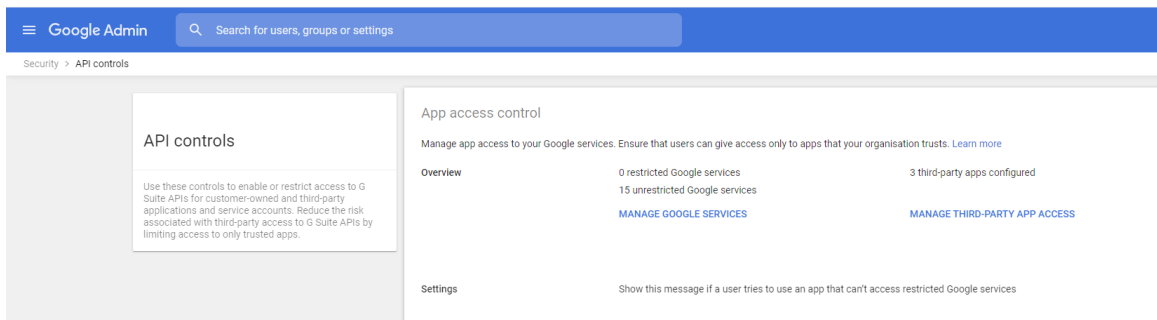 Google Admin
Search for users, groups or settings
Security > API controls
API controls
Use these controls to enable or restrict access to G
Suite APIs for customer-owned and third-party
applications and service accounts. Reduce the risk
associated with third-party access to G Suite APIs by
limiting access to only trusted apps.
App access control
Manage app access to your Google services. Ensure that users can give access only to apps that your organisation trusts. Learn more
Overview
0 restricted Google services
15 unrestricted Google services
MANAGE GOOGLE SERVICES
3 third-party apps configured
MANAGE THIRD-PARTY APP ACCESS
Settings
Show this message if a user tries to use an app that can't access restricted Google services